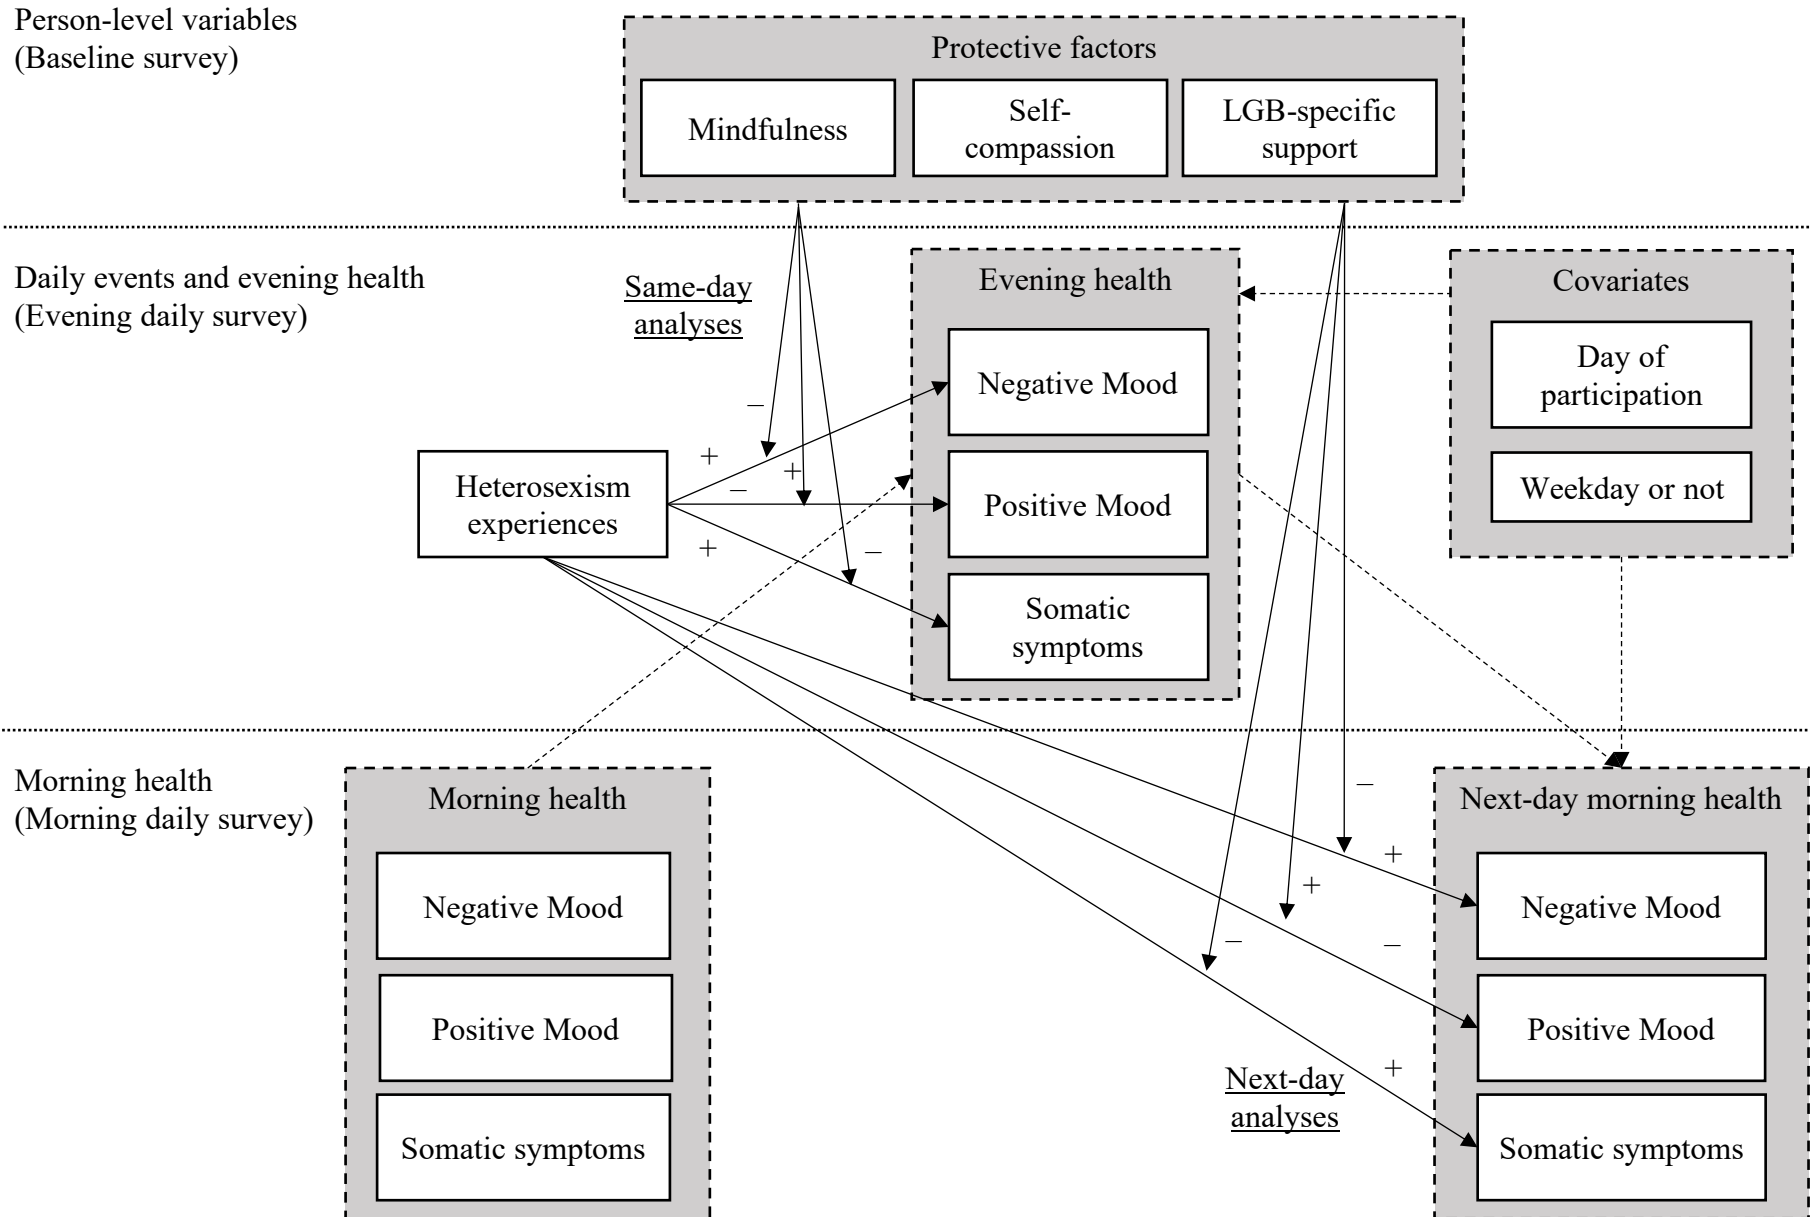 Person-level variables
(Baseline survey)
Protective factors
Mindfulness
Self-
compassion
LGB-specific
support
Daily events and evening health
(Evening daily survey)
Same-day
analyses
Evening health
Negative Mood
Positive Mood
Somatic
symptoms
Covariates
Day of
participation
Weekday or not
Heterosexism
experiences
–
+
+
–
+
–
Morning health
(Morning daily survey)
Morning health
Negative Mood
Positive Mood
Somatic symptoms
Next-day
analyses
–
+
+
–
–
+
Next-day morning health
Negative Mood
Positive Mood
Somatic symptoms